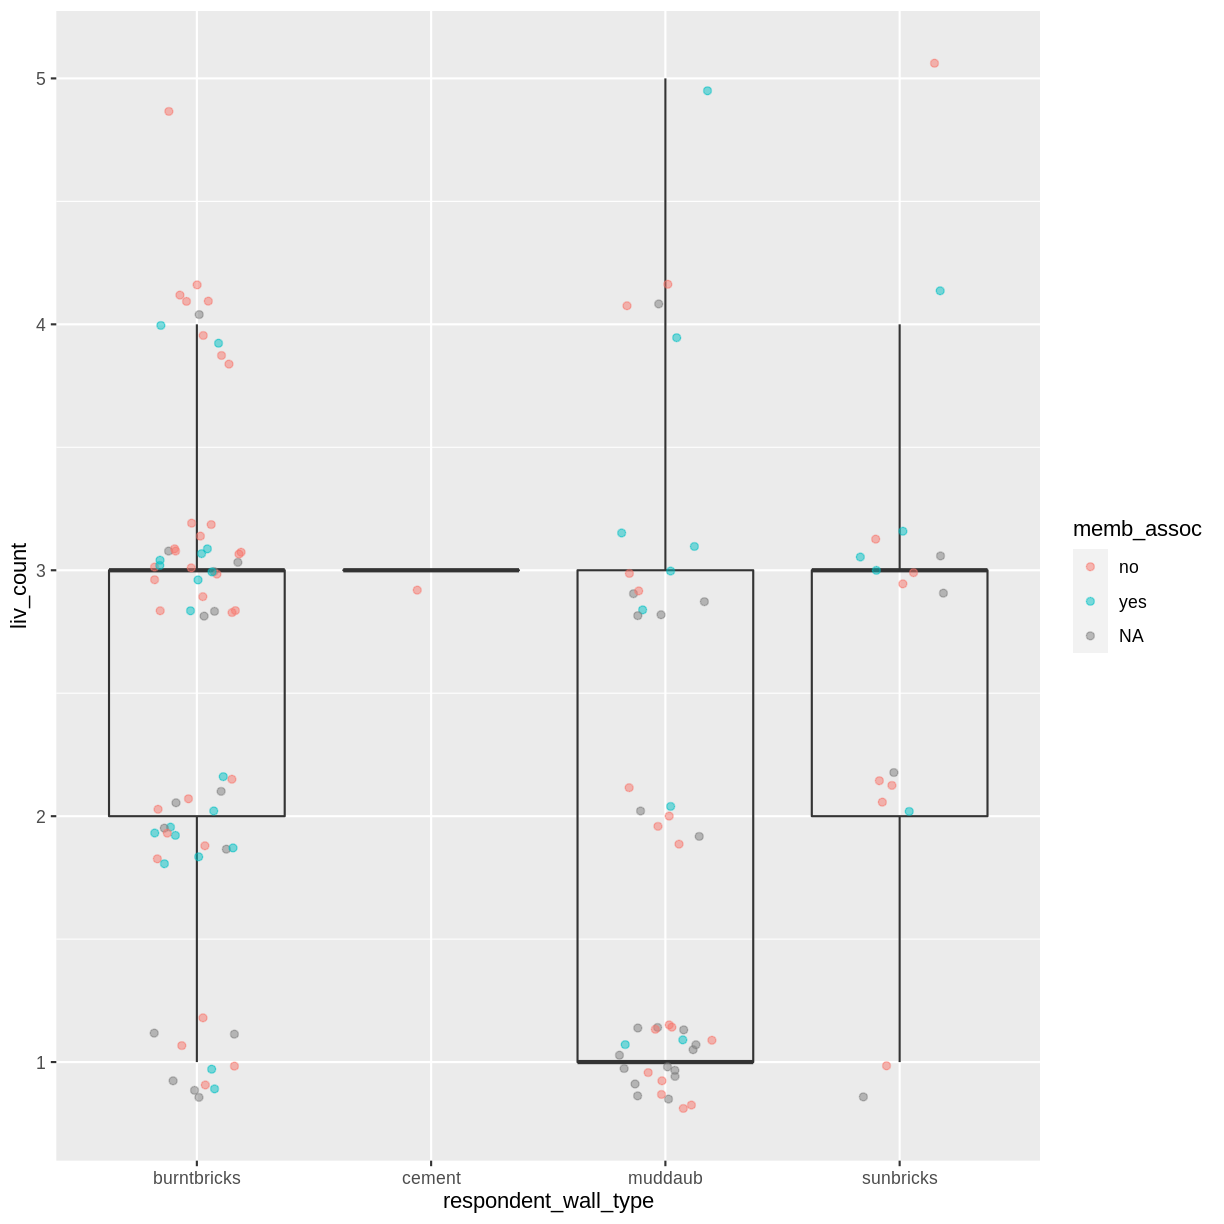 liv_count
5
4
3
2
1
burntbricks cement muddaub sunbricks
respondent_wall_type
memb_assoc
no
yes
NA